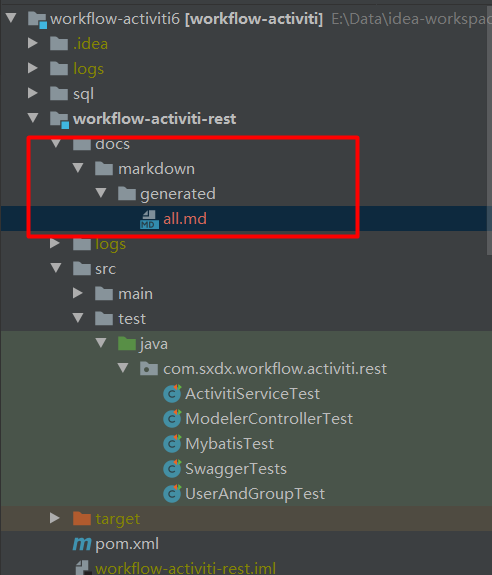 workflow-activiti6 [workflow-activiti] E:\Data\idea-workspac
.idea
logs
sql
workflow-activiti-rest
docs
markdown
generated
MD all.md
logs
src
main
test
java
com.sxdx.workflow.activiti.rest
C ActivitiServiceTest
C ModelerControllerTest
C MybatisTest
C SwaggerTests
C UserAndGroupTest
target
m pom.xml
workflow-activiti-rest.iml